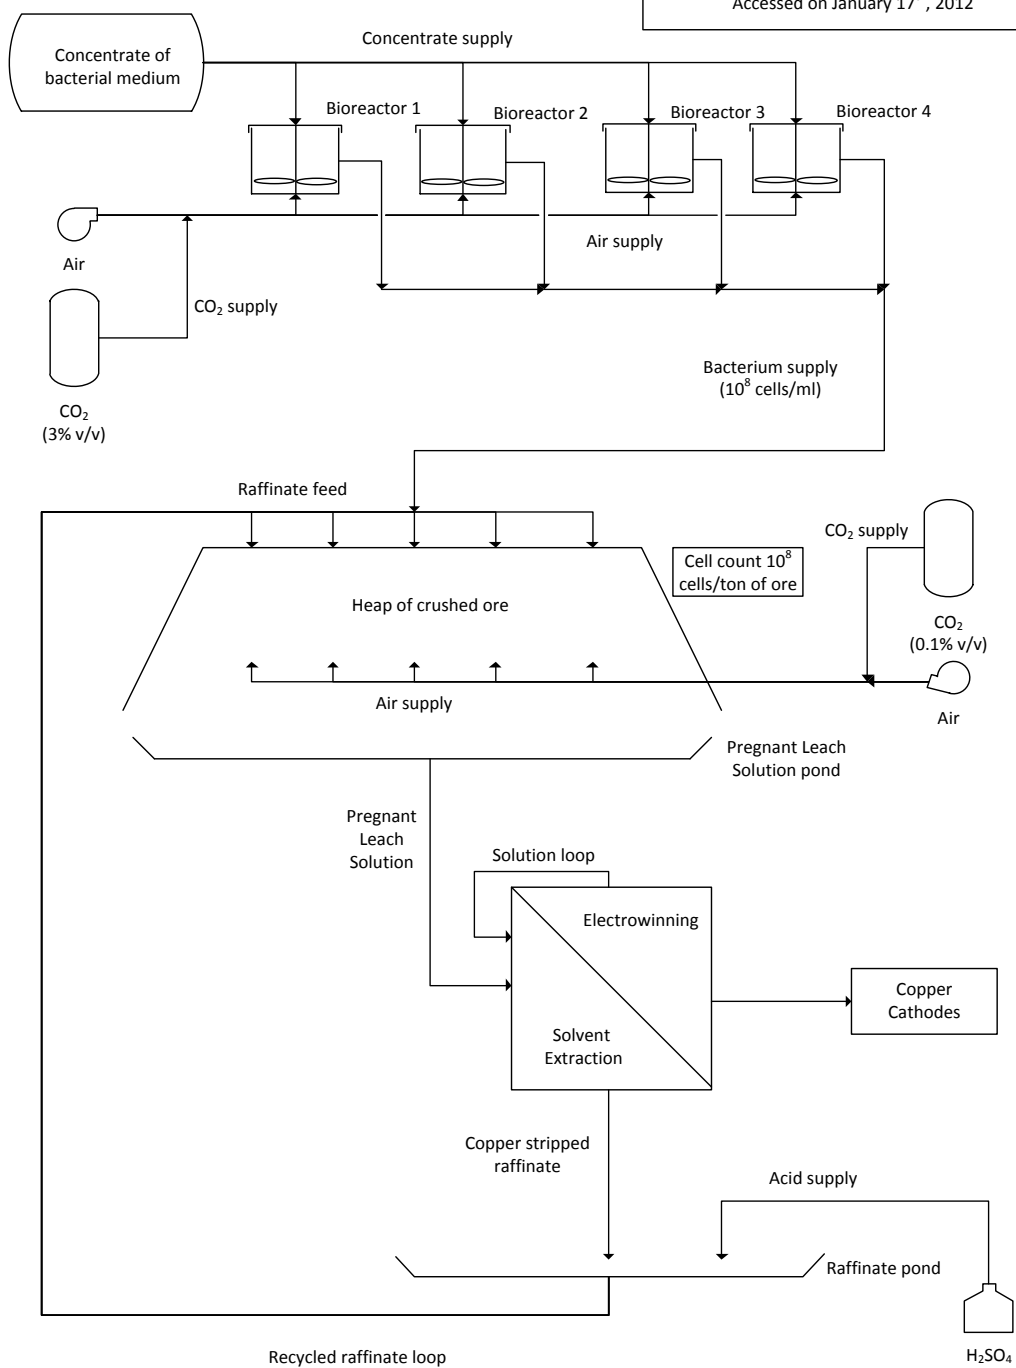 Accessed on January 17
, 2012
Concentrate supply
Concentrate of
bacterial medium
Bioreactor 1
Bioreactor 2
Bioreactor 3
Bioreactor 4
Air supply
Air
CO₂ supply
CO₂
(3% v/v)
Bacterium supply
(10⁸ cells/ml)
Raffinate feed
CO₂ supply
Cell count 10⁸
cells/ton of ore
Heap of crushed ore
CO₂
(0.1% v/v)
Air supply
Air
Pregnant Leach
Solution pond
Pregnant
Leach
Solution
Solution loop
Electrowinning
Copper
Cathodes
Solvent
Extraction
Copper stripped
raffinate
Acid supply
Raffinate pond
H₂SO₄
Recycled raffinate loop